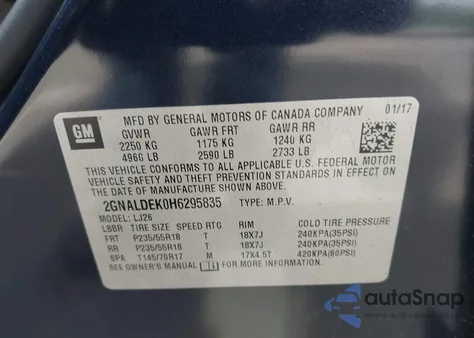 GM
MFD BY GENERAL MOTORS OF CANADA COMPANY 01/17
GVWR GAWR FRT GAWR RR
2250 KG 1175 KG 1240 KG
4960 LB 2590 LB 2733 LB
THIS VEHICLE CONFORMS TO ALL APPLICABLE U.S. FEDERAL MOTOR
VEHICLE SAFETY AND THEFT PREVENTION STANDARDS IN EFFECT ON THE
DATE OF MANUFACTURE SHOWN ABOVE.
2GNALDEK0H6295835 TYPE: M.P.V.
MODEL: LJ26
LBBR TIRE SIZE SPEED RTG RIM COLD TIRE PRESSURE
FRT P235/55R18 T 18X7J 240KPA(35PSI)
RR P235/55R18 T 18X7J 240KPA(35PSI)
SPA T145/70R17 M 17X4.5T 420KPA(60PSI)
SEE OWNER'S MANUAL FOR MORE INFORMATION.
autoSnap